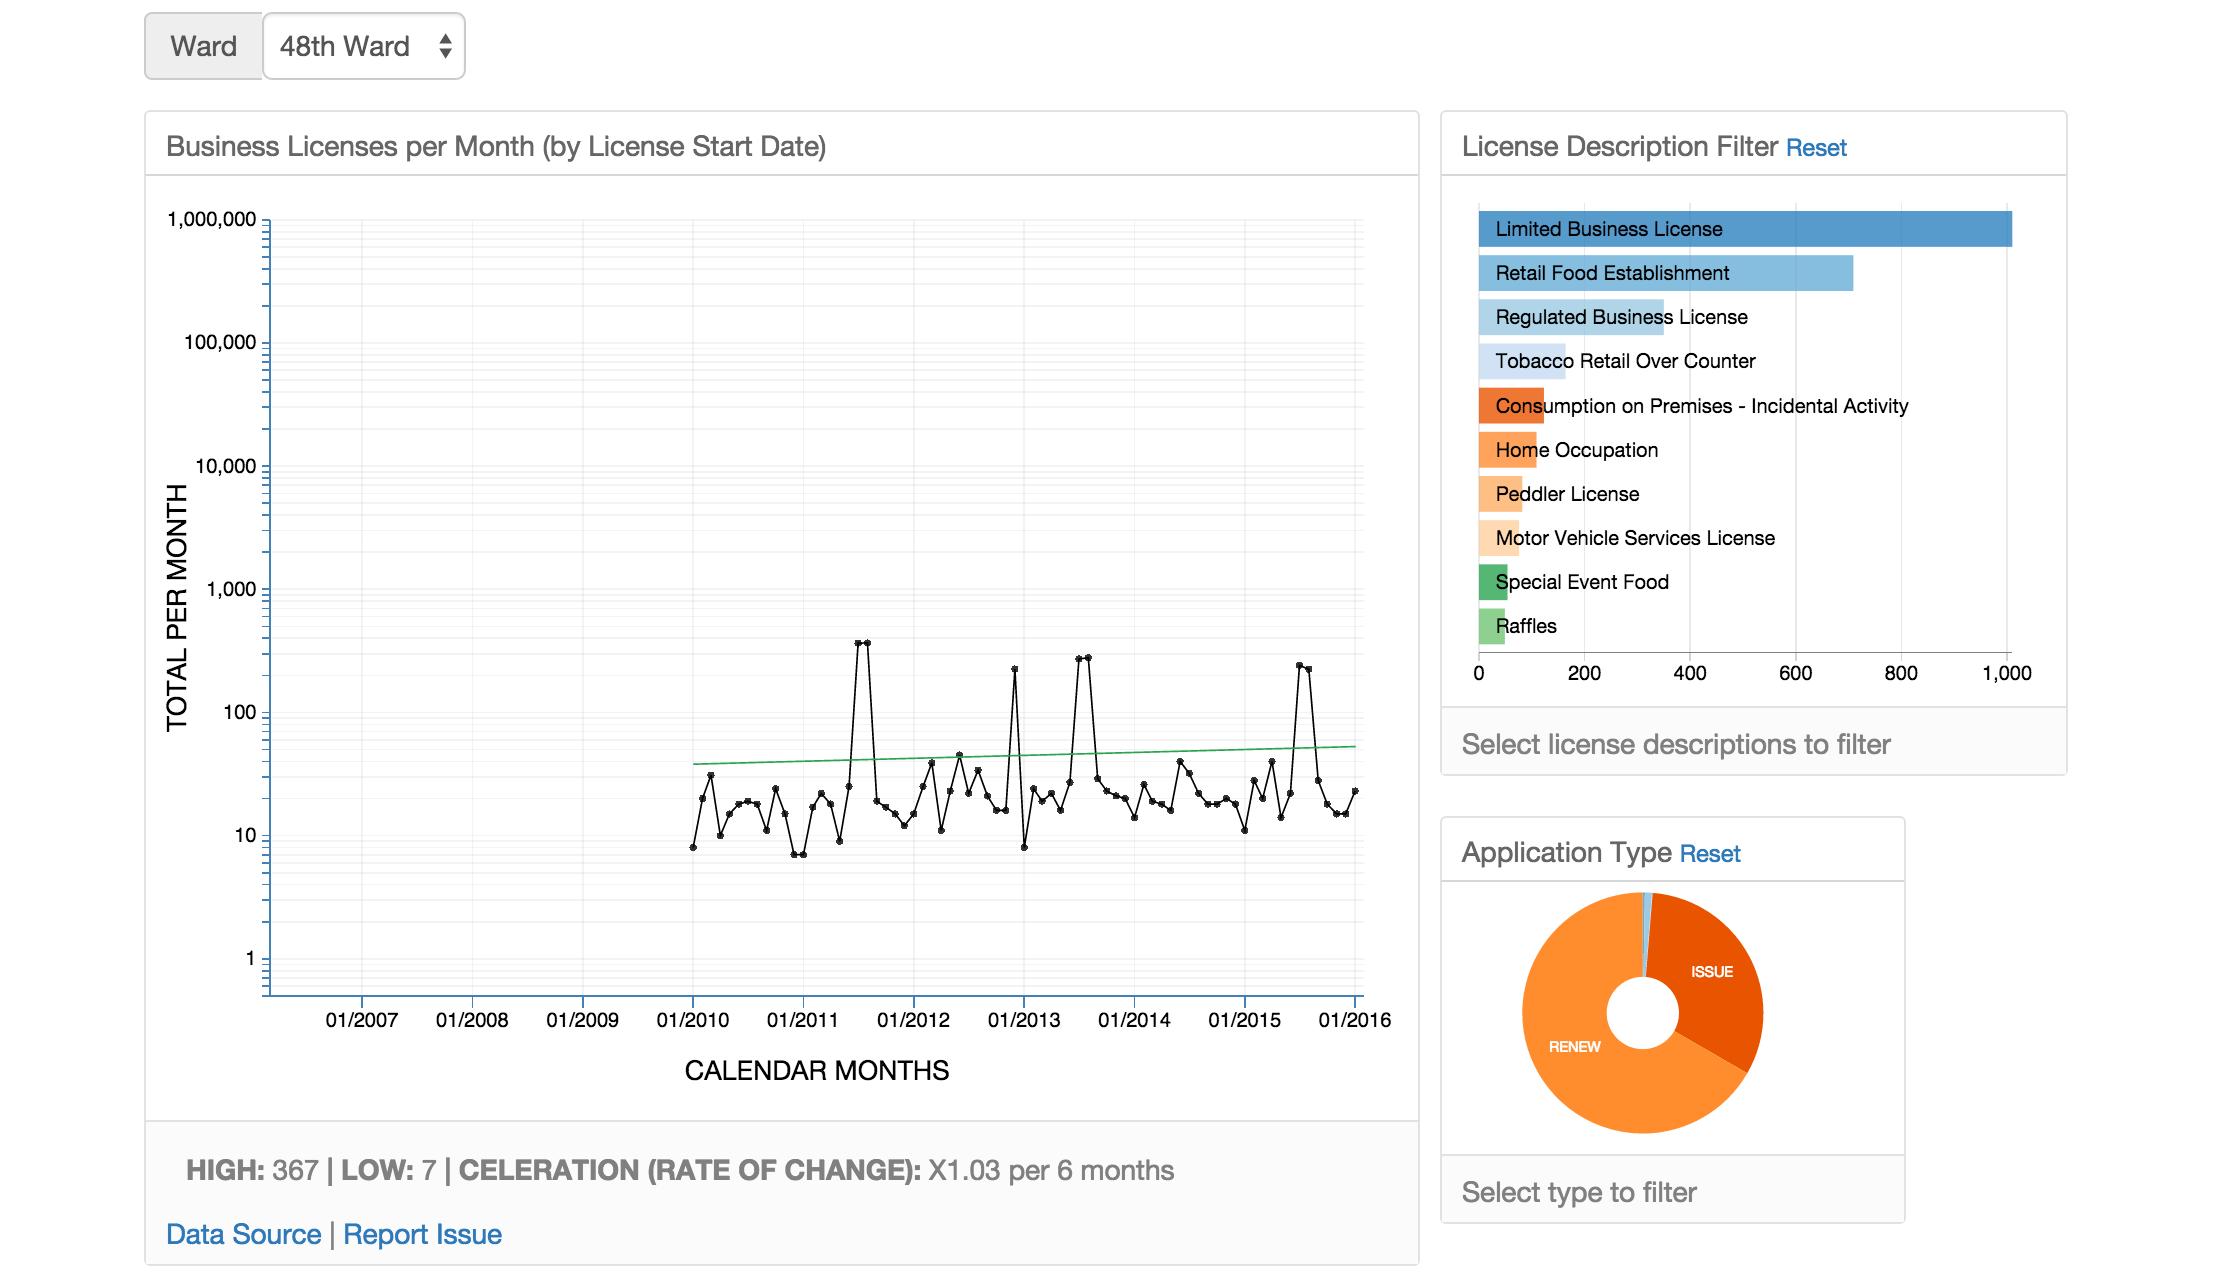 Ward 48th Ward
Business Licenses per Month (by License Start Date)
1,000,000
100,000
10,000
1,000
100
10
1
TOTAL PER MONTH
01/2007 01/2008 01/2009 01/2010 01/2011 01/2012 01/2013 01/2014 01/2015 01/2016
CALENDAR MONTHS
HIGH: 367 | LOW: 7 | CELERATION (RATE OF CHANGE): X1.03 per 6 months
Data Source | Report Issue
License Description Filter Reset
Limited Business License
Retail Food Establishment
Regulated Business License
Tobacco Retail Over Counter
Consumption on Premises - Incidental Activity
Home Occupation
Peddler License
Motor Vehicle Services License
Special Event Food
Raffles
0 200 400 600 800 1,000
Select license descriptions to filter
Application Type Reset
ISSUE
RENEW
Select type to filter